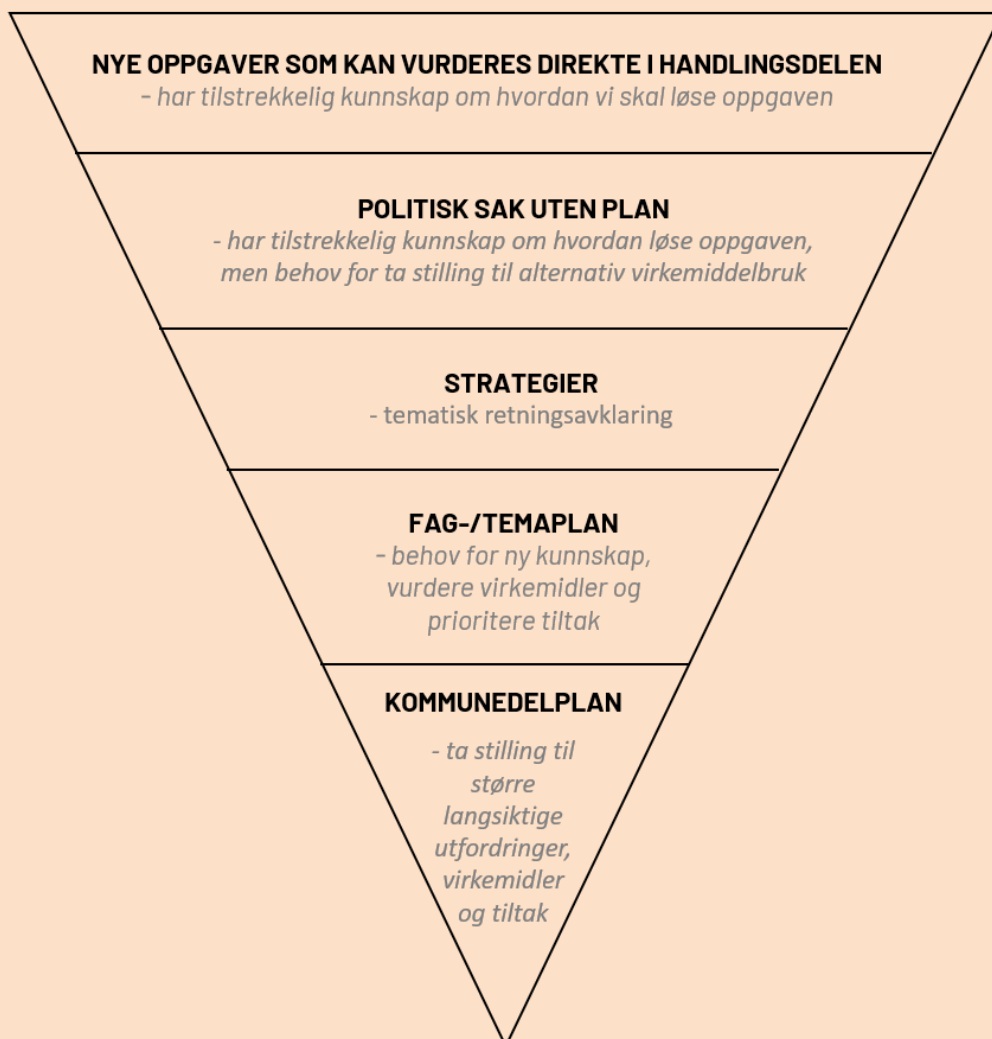 NYE OPPGAVER SOM KAN VURDERES DIREKTE I HANDLINGSDELEN
- har tilstrekkelig kunnskap om hvordan vi skal løse oppgaven
POLITISK SAK UTEN PLAN
- har tilstrekkelig kunnskap om hvordan løse oppgaven,
men behov for ta stilling til alternativ virkemiddelbruk
STRATEGIER
- tematisk retningsavklaring
FAG-/TEMAPLAN
- behov for ny kunnskap,
vurdere virkemidler og
prioritere tiltak
KOMMUNEDELPLAN
- ta stilling til
større
langsiktige
utfordringer,
virkemidler
og tiltak